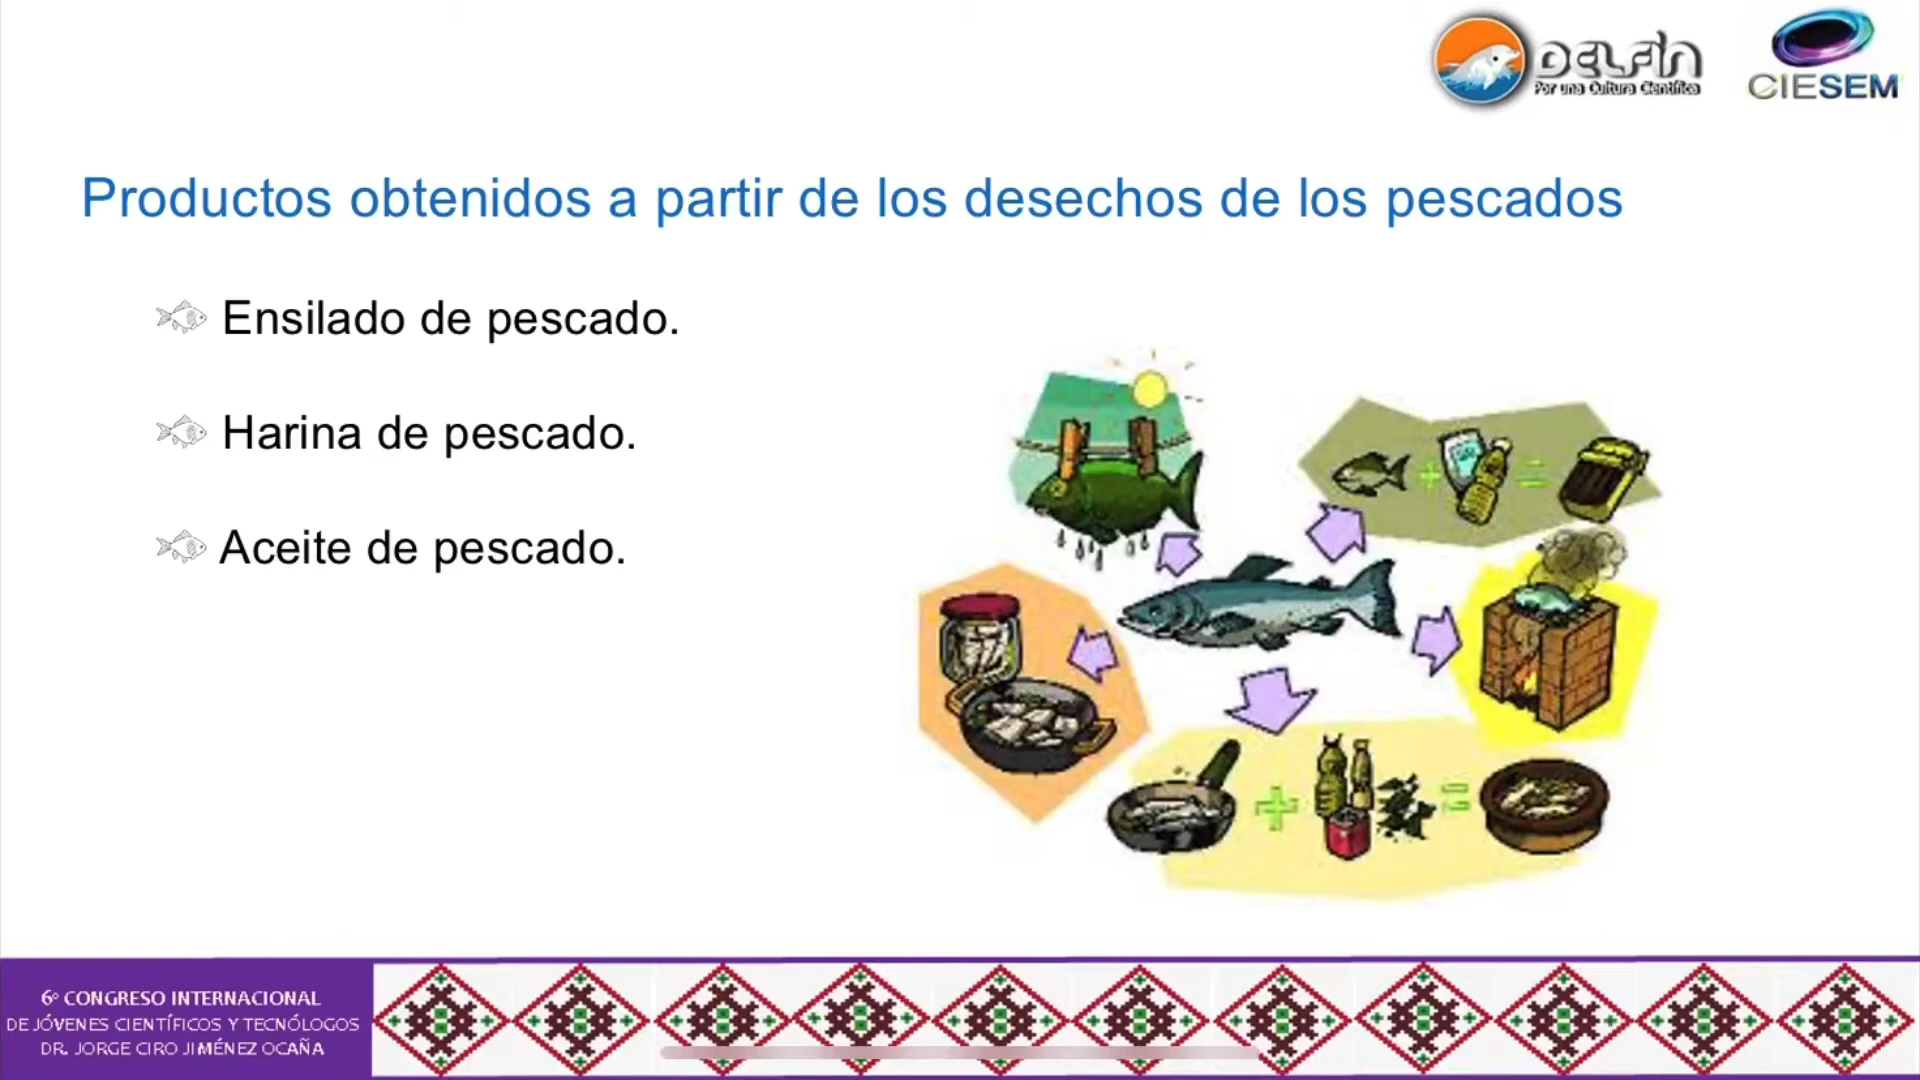 DELFIN
Por una Cultura Científica
CIESEM
Productos obtenidos a partir de los desechos de los pescados
Ensilado de pescado.
Harina de pescado.
Aceite de pescado.
6º CONGRESO INTERNACIONAL
DE JÓVENES CIENTÍFICOS Y TECNÓLOGOS
DR. JORGE CIRO JIMÉNEZ OCAÑA